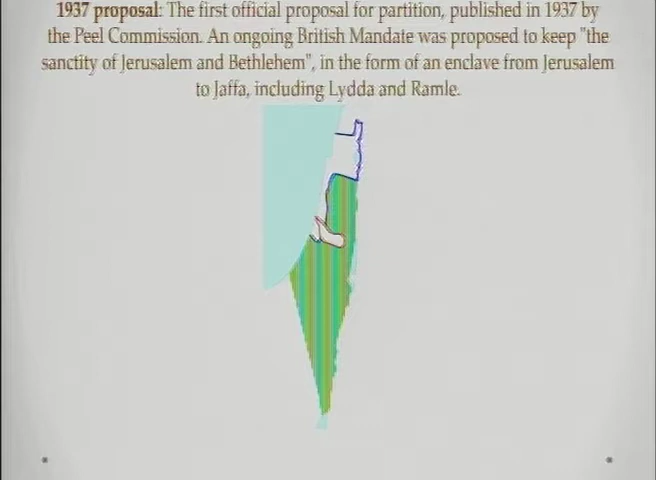 1937 proposal: The first official proposal for partition, published in 1937 by
the Peel Commission. An ongoing British Mandate was proposed to keep "the
sanctity of Jerusalem and Bethlehem", in the form of an enclave from Jerusalem
to Jaffa, including Lydda and Ramle.